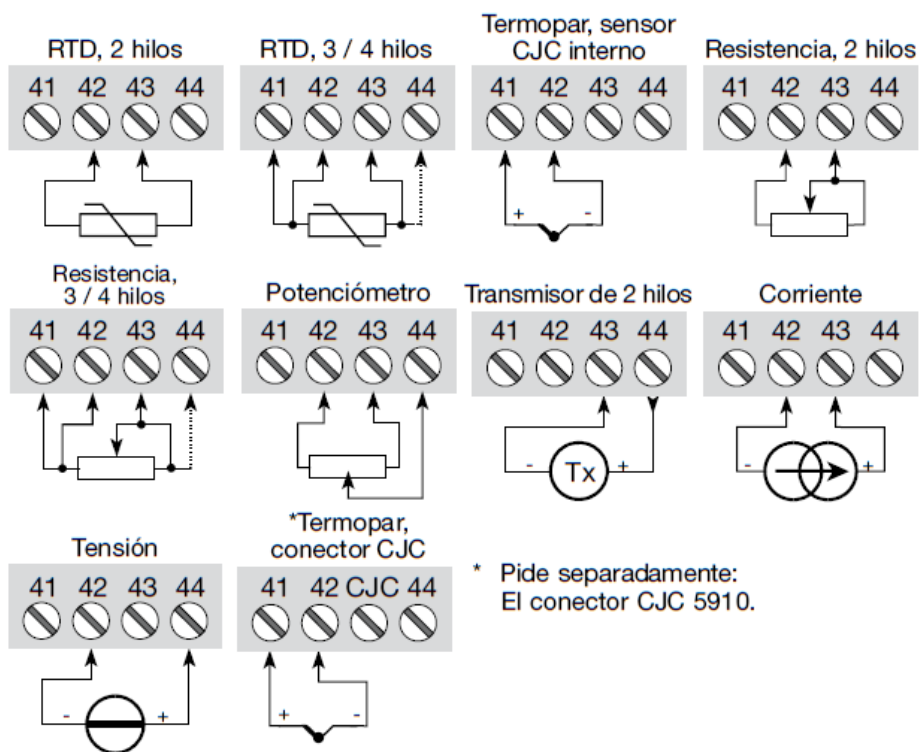 RTD, 2 hilos
41 42 43 44
RTD, 3 / 4 hilos
41 42 43 44
Termopar, sensor
CJC interno
41 42 43 44
+ -
Resistencia, 2 hilos
41 42 43 44
Resistencia,
3 / 4 hilos
41 42 43 44
Potenciómetro
41 42 43 44
Transmisor de 2 hilos
41 42 43 44
- Tx +
Corriente
41 42 43 44
- +
Tensión
41 42 43 44
- +
*Termopar,
conector CJC
41 42 CJC 44
+ -
* Pide separadamente:
El conector CJC 5910.